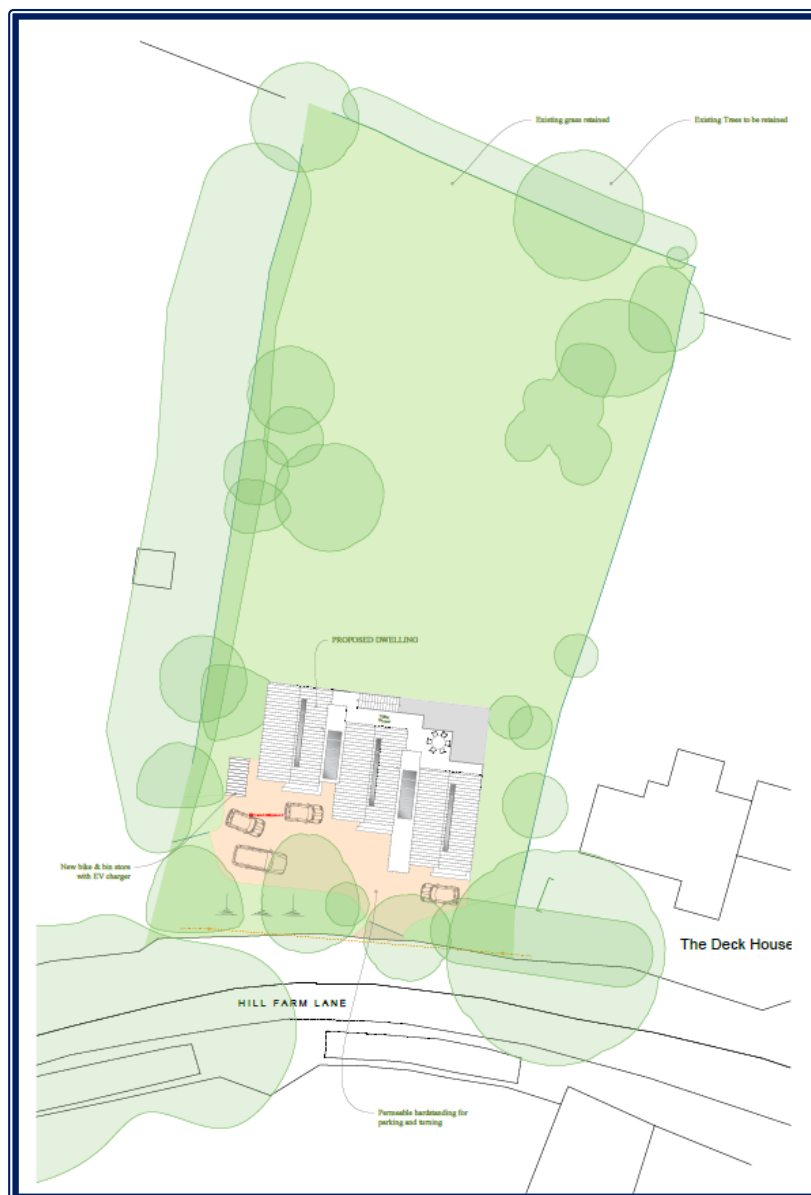 Existing grass retained
Existing Trees to be retained
PROPOSED DWELLING
New bike & bin store
with EV charger
The Deck House
HILL FARM LANE
Permeable hardstanding for
parking and turning